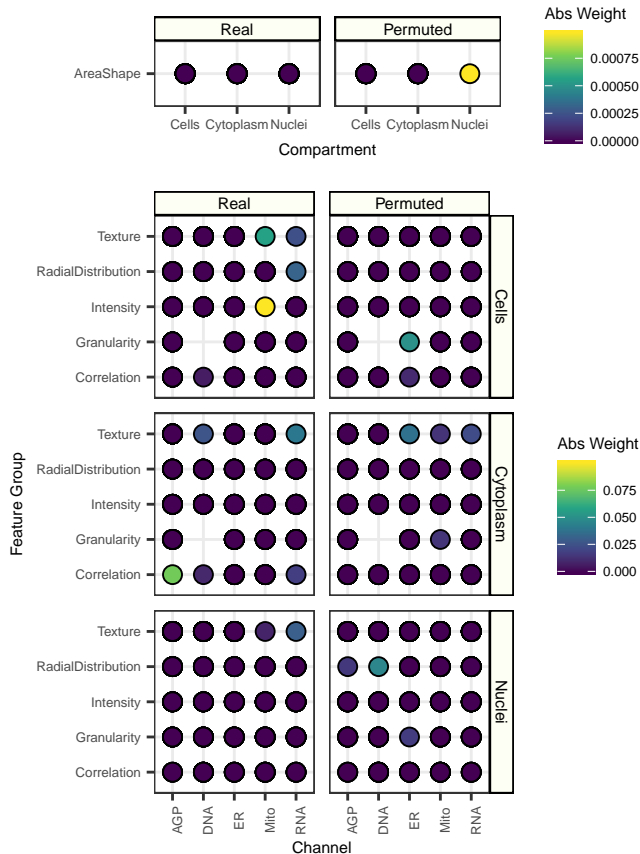 Abs Weight
Real
Permuted
0.00075
0.00050
0.00025
0.00000
AreaShape
Cells
Cytoplasm
Nuclei
Cells
Cytoplasm
Nuclei
Compartment
Real
Permuted
Texture
RadialDistribution
Intensity
Granularity
Correlation
Cells
Texture
RadialDistribution
Intensity
Granularity
Correlation
Cytoplasm
Feature Group
Abs Weight
0.075
0.050
0.025
0.000
Texture
RadialDistribution
Intensity
Granularity
Correlation
Nuclei
AGP
DNA
ER
Mito
RNA
AGP
DNA
ER
Mito
RNA
Channel